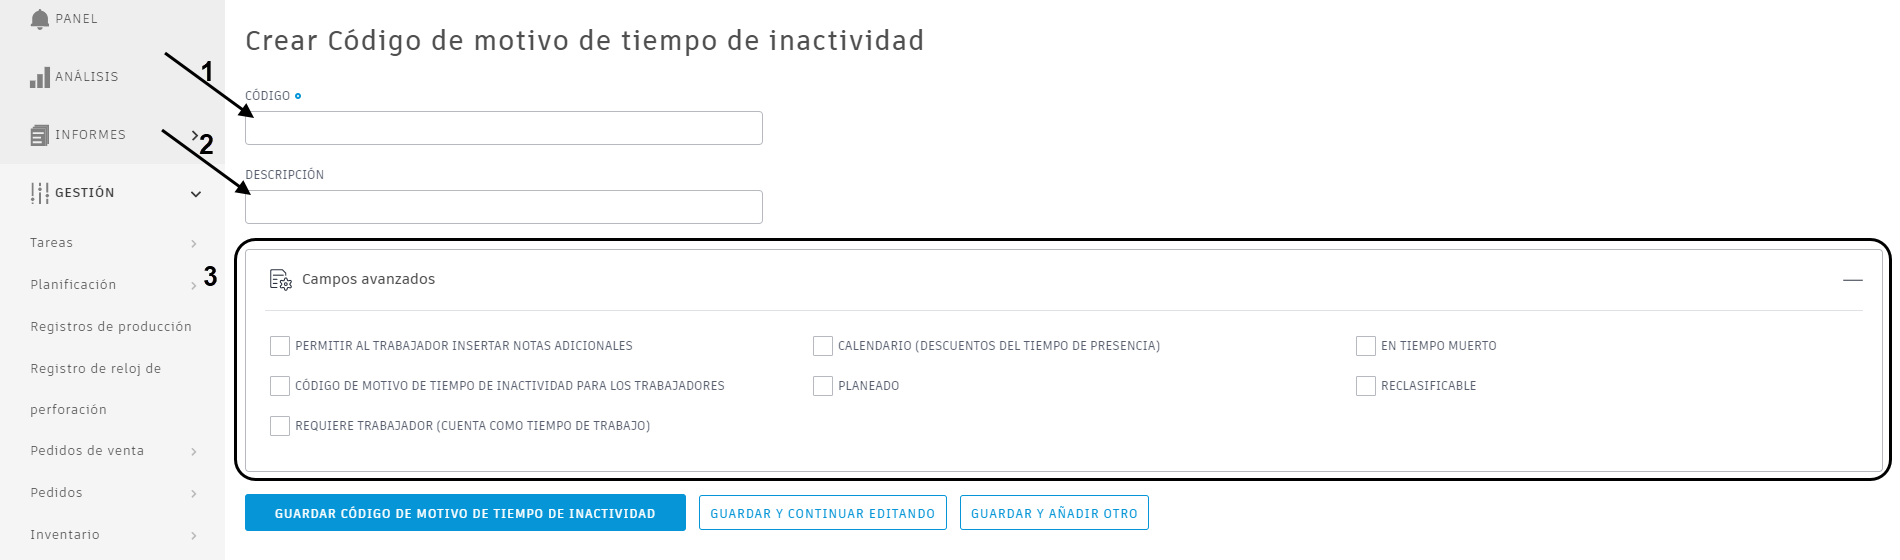 PANEL
ANÁLISIS
INFORMES
GESTIÓN
Tareas
Planificación
Registros de producción
Registro de reloj de
perforación
Pedidos de venta
Pedidos
Inventario
1
2
3
Crear Código de motivo de tiempo de inactividad
CÓDIGO
DESCRIPCIÓN
Campos avanzados
PERMITIR AL TRABAJADOR INSERTAR NOTAS ADICIONALES
CALENDARIO (DESCUENTOS DEL TIEMPO DE PRESENCIA)
EN TIEMPO MUERTO
CÓDIGO DE MOTIVO DE TIEMPO DE INACTIVIDAD PARA LOS TRABAJADORES
PLANEADO
RECLASIFICABLE
REQUIERE TRABAJADOR (CUENTA COMO TIEMPO DE TRABAJO)
GUARDAR CÓDIGO DE MOTIVO DE TIEMPO DE INACTIVIDAD
GUARDAR Y CONTINUAR EDITANDO
GUARDAR Y AÑADIR OTRO